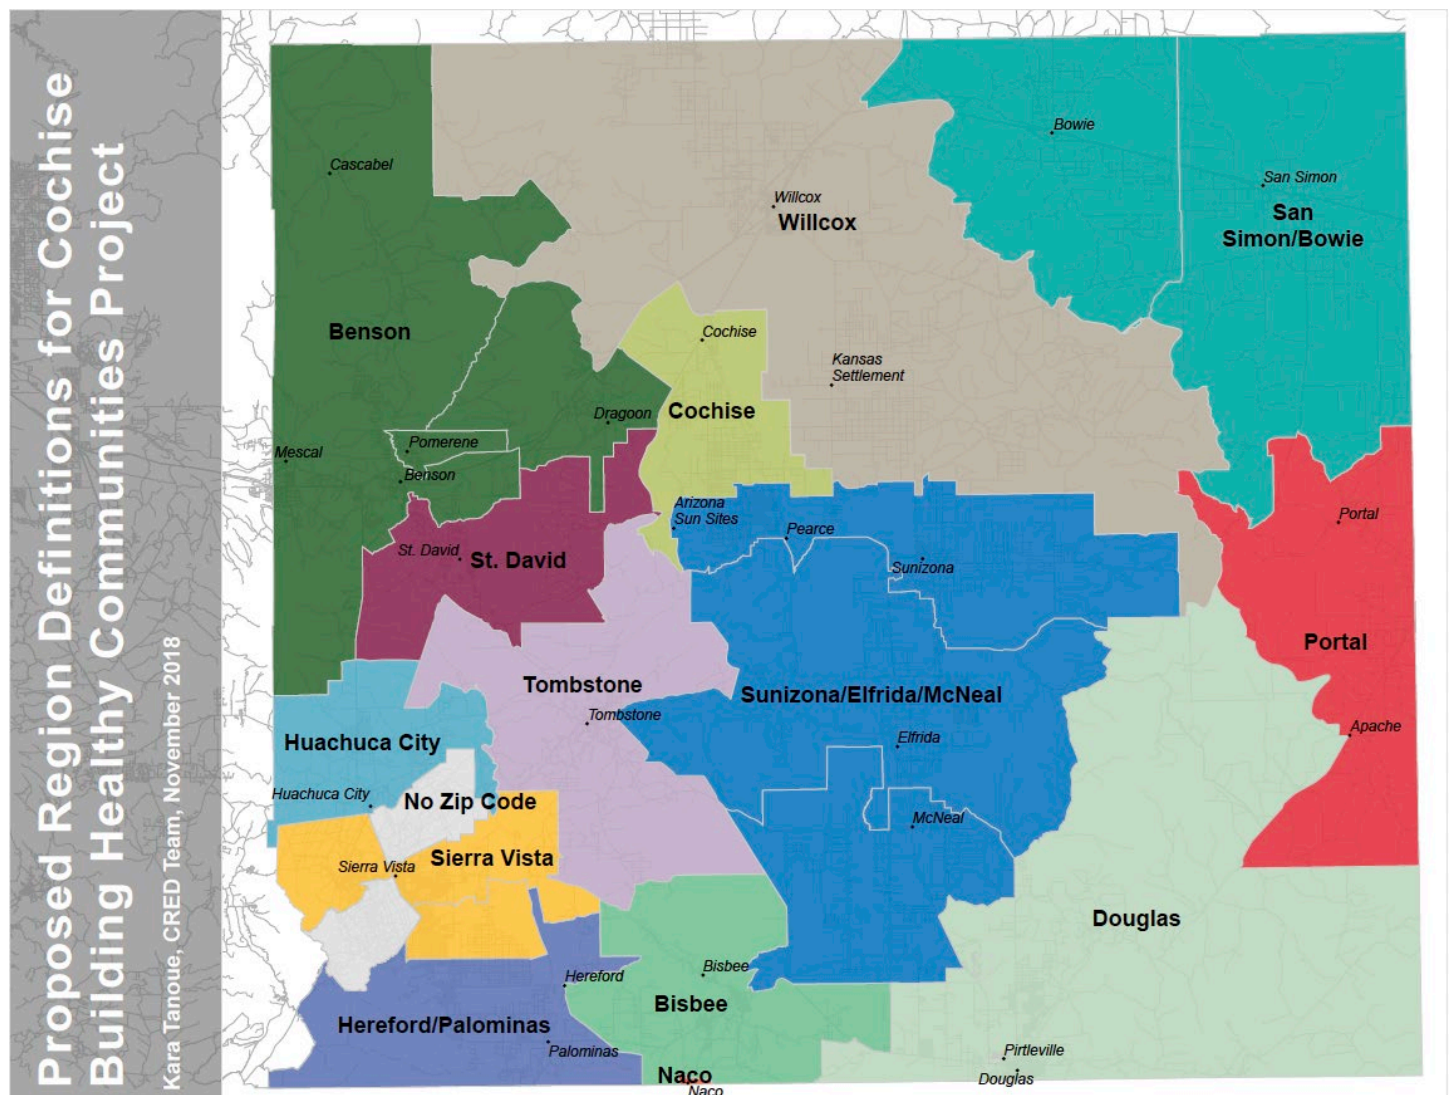 Proposed Region Definitions for Cochise
Building Healthy Communities Project
Kara Tanoue, CRED Team, November 2018
Bowie
Cascabel
San Simon
Willcox
Willcox
San
Simon/Bowie
Benson
Cochise
Kansas
Settlement
Cochise
Dragoon
Pomerene
Mescal
Benson
Arizona
Sun Sites
Pearce
Portal
St. David
St. David
Sunizona
Portal
Tombstone
Sunizona/Elfrida/McNeal
Tombstone
Apache
Huachuca City
Elfrida
Huachuca City
No Zip Code
McNeal
Sierra Vista
Sierra Vista
Douglas
Bisbee
Hereford
Bisbee
Hereford/Palominas
Palominas
Pirtleville
Naco
Douglas
Naco